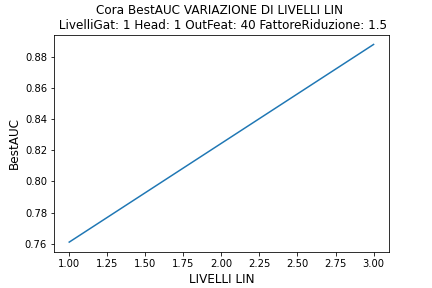 Cora BestAUC VARIAZIONE DI LIVELLI LIN
LivelliGat: 1 Head: 1 OutFeat: 40 FattoreRiduzione: 1.5
BestAUC
0.88
0.86
0.84
0.82
0.80
0.78
0.76
1.00 1.25 1.50 1.75 2.00 2.25 2.50 2.75 3.00
LIVELLI LIN